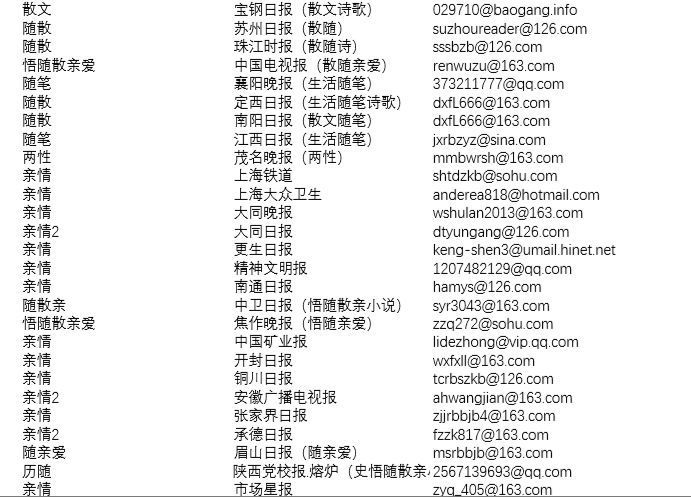 散文 宝钢日报（散文诗歌） 029710@baogang.info
随散 苏州日报（散随） suzhoureader@126.com
随散 珠江时报（散随诗） sssbzb@126.com
悟随散亲爱 中国电视报（散随亲爱） renwuzu@163.com
随笔 襄阳晚报（生活随笔） 373211777@qq.com
随散 定西日报（生活随笔诗歌） dxfL666@163.com
随散 南阳日报（散文随笔） dxfL666@163.com
随笔 江西日报（生活随笔） jxrbzyz@sina.com
两性 茂名晚报（两性） mmbwrsh@163.com
亲情 上海铁道 shtdzkb@sohu.com
亲情 上海大众卫生 anderea818@hotmail.com
亲情 大同晚报 wshulan2013@163.com
亲情2 大同日报 dtyungang@126.com
亲情 更生日报 keng-shen3@umail.hinet.net
亲情 精神文明报 1207482129@qq.com
亲情 南通日报 hamys@126.com
随散亲 中卫日报（悟随散亲小说） syr3043@163.com
悟随散亲爱 焦作晚报（悟随亲爱） zzq272@sohu.com
亲情 中国矿业报 lidezhong@vip.qq.com
亲情 开封日报 wxfxll@163.com
亲情 铜川日报 tcrbszkb@126.com
亲情2 安徽广播电视报 ahwangjian@163.com
亲情 张家界日报 zjjrbbjb4@163.com
亲情2 承德日报 fzzk817@163.com
随亲爱 眉山日报（随亲爱） msrbbjb@163.com
历随 陕西党校报.熔炉（史悟随散亲 2567139693@qq.com
亲情 市场星报 zyq_405@163.com